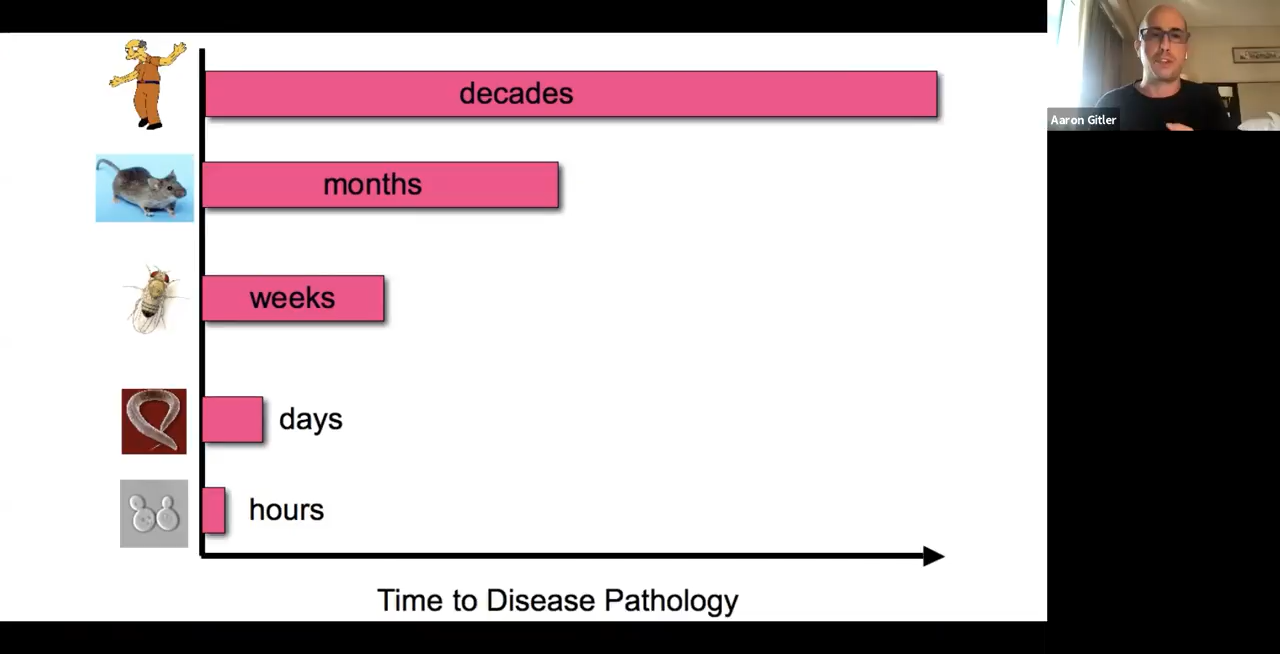 decades
Aaron Gitler
months
weeks
days
hours
Time to Disease Pathology